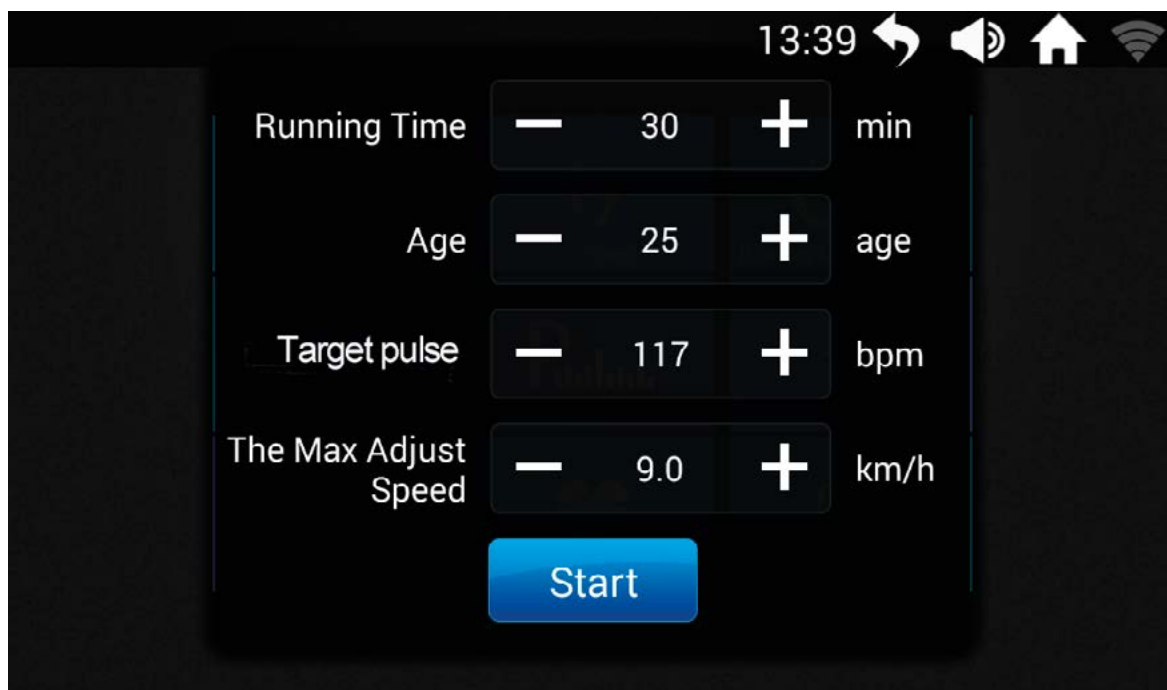 13:39
Running Time 30 min
Age 25 age
Target pulse 117 bpm
The Max Adjust
Speed 9.0 km/h
Start